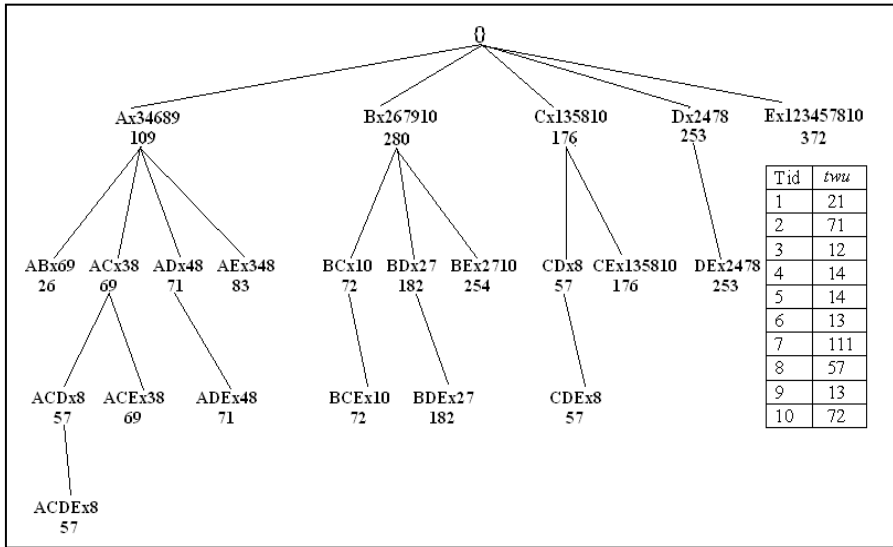 {}
Ax34689 Bx267910 Cx135810 Dx2478 Ex123457810
109 280 176 253 372
Tid twu
1 21
2 71
3 12
4 14
5 14
6 13
7 111
8 57
9 13
10 72
ABx69 ACx38 ADx48 AEx348 BCx10 BDx27 BEx2710 CDx8 CEx135810 DEx2478
26 69 71 83 72 182 254 57 176 253
ACDx8 ACEx38 ADEx48 BCEx10 BDEx27 CDEx8
57 69 71 72 182 57
ACDEx8
57